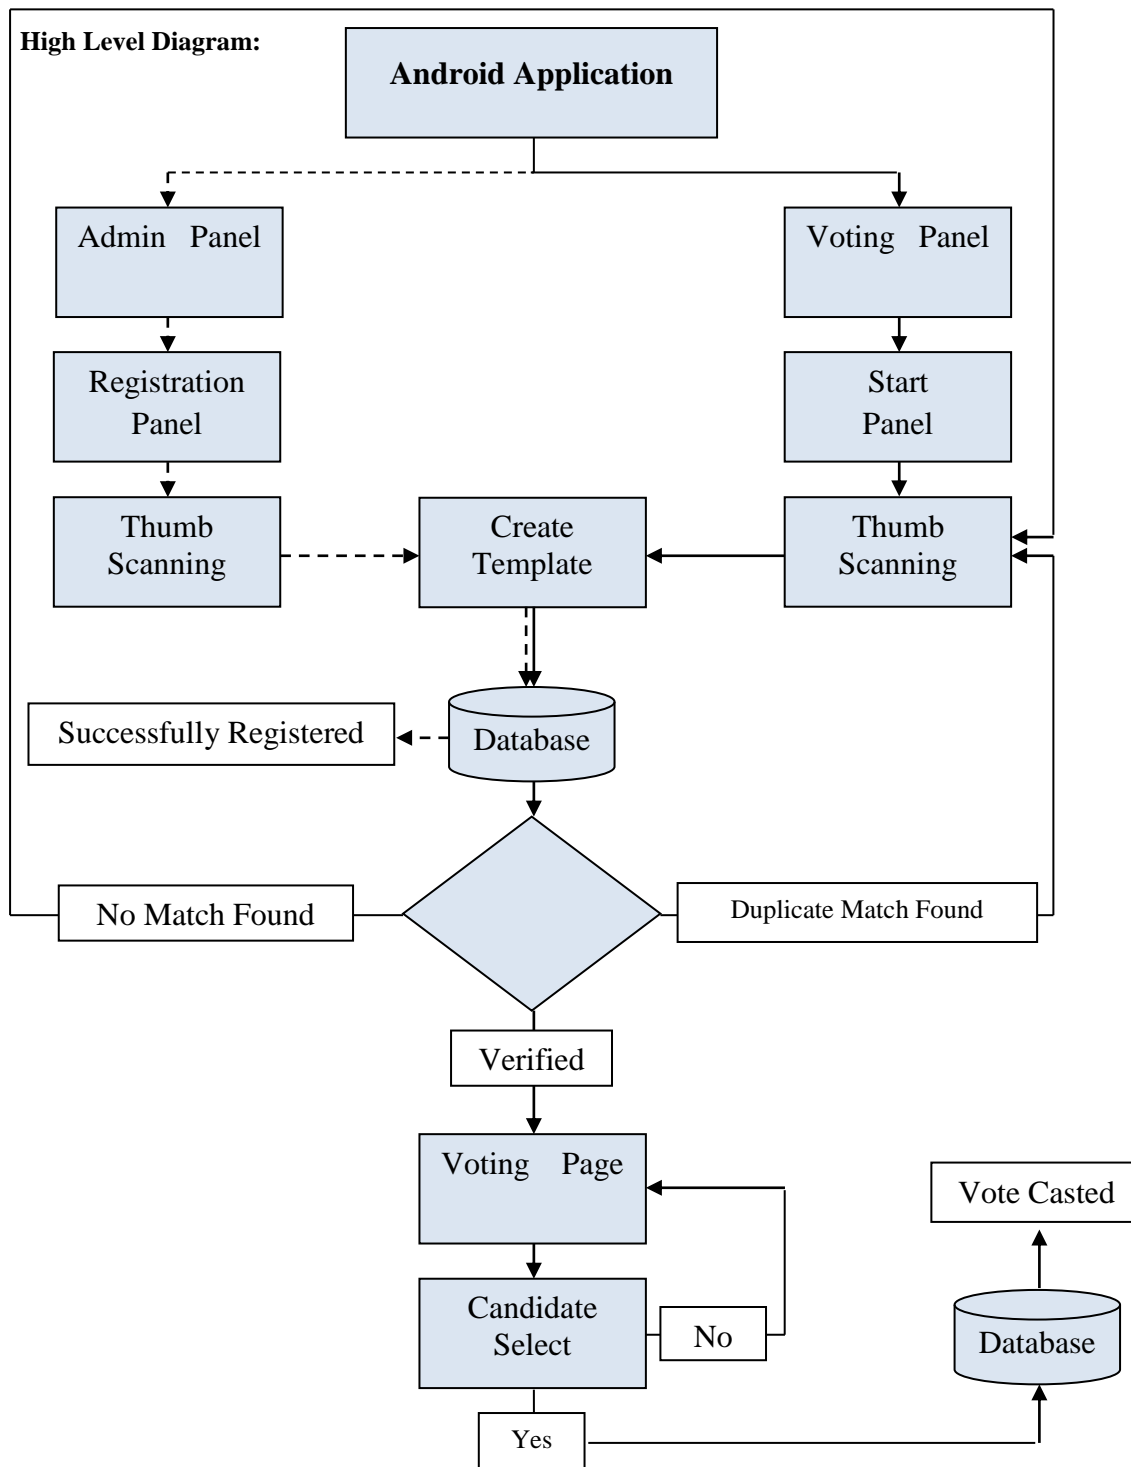 High Level Diagram:
Android Application
Admin Panel
Voting Panel
Registration
Panel
Start
Panel
Thumb
Scanning
Create
Template
Thumb
Scanning
Successfully Registered
Database
No Match Found
Duplicate Match Found
Verified
Voting Page
Vote Casted
Candidate
Select
No
Database
Yes